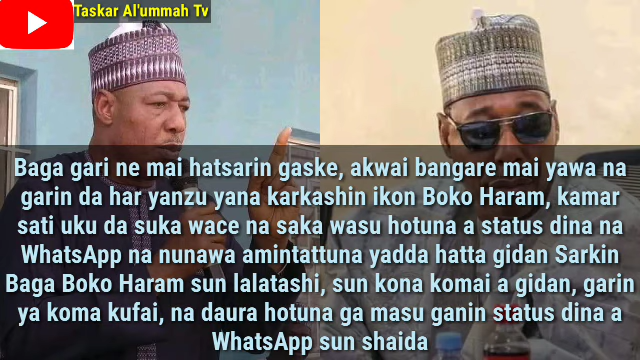 Taskar Al'ummah Tv
Baga gari ne mai hatsarin gaske, akwai bangare mai yawa na
garin da har yanzu yana karkashin ikon Boko Haram, kamar
sati uku da suka wace na saka wasu hotuna a status dina na
WhatsApp na nunawa amintattuna yadda hatta gidan Sarkin
Baga Boko Haram sun lalatashi, sun kona komai a gidan, garin
ya koma kufai, na daura hotuna ga masu ganin status dina a
WhatsApp sun shaida